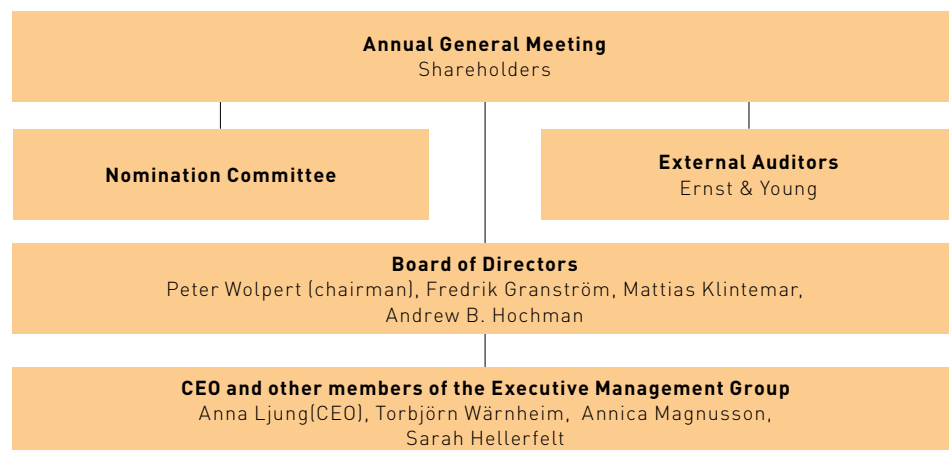 Annual General Meeting
Shareholders
Nomination Committee
External Auditors
Ernst & Young
Board of Directors
Peter Wolpert (chairman), Fredrik Granström, Mattias Klintemar,
Andrew B. Hochman
CEO and other members of the Executive Management Group
Anna Ljung(CEO), Torbjörn Wärnheim, Annica Magnusson,
Sarah Hellerfelt